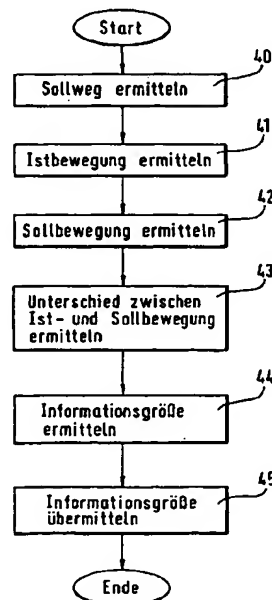 Start
40
Sollweg ermitteln
41
Istbewegung ermitteln
42
Sollbewegung ermitteln
43
Unterschied zwischen
Ist- und Sollbewegung
ermitteln
44
Informationsgröße
ermitteln
45
Informationsgröße
übermitteln
Ende